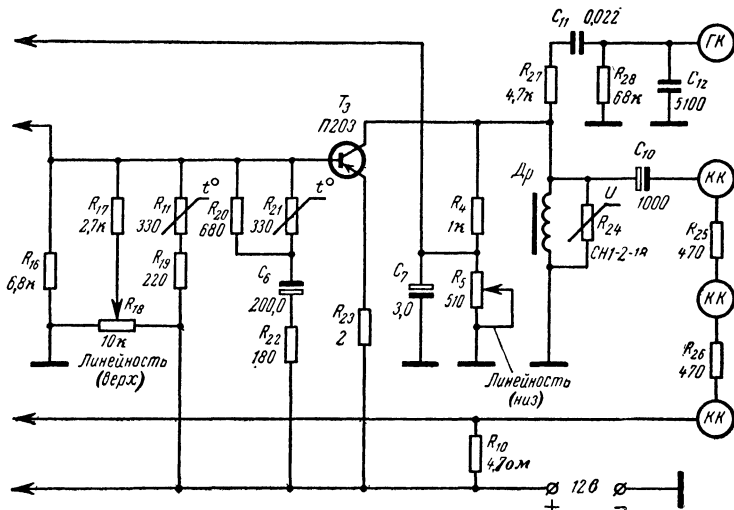 C11 0,022
ГК
R27
4,7к
R28
68к
C12
5100
T3
П203
C10
1000
КК
Др
U
R24
СН1-2-1А
R25
470
R17
2,7к
R11
330
t°
R20
680
R21
330
t°
R4
1к
R16
6,8к
R19
220
C6
200,0
C7
3,0
R5
510
КК
R18
10к
Линейность
(верх)
R22
180
R23
2
Линейность
(низ)
R26
470
КК
R10
4,7ом
12в
+ −